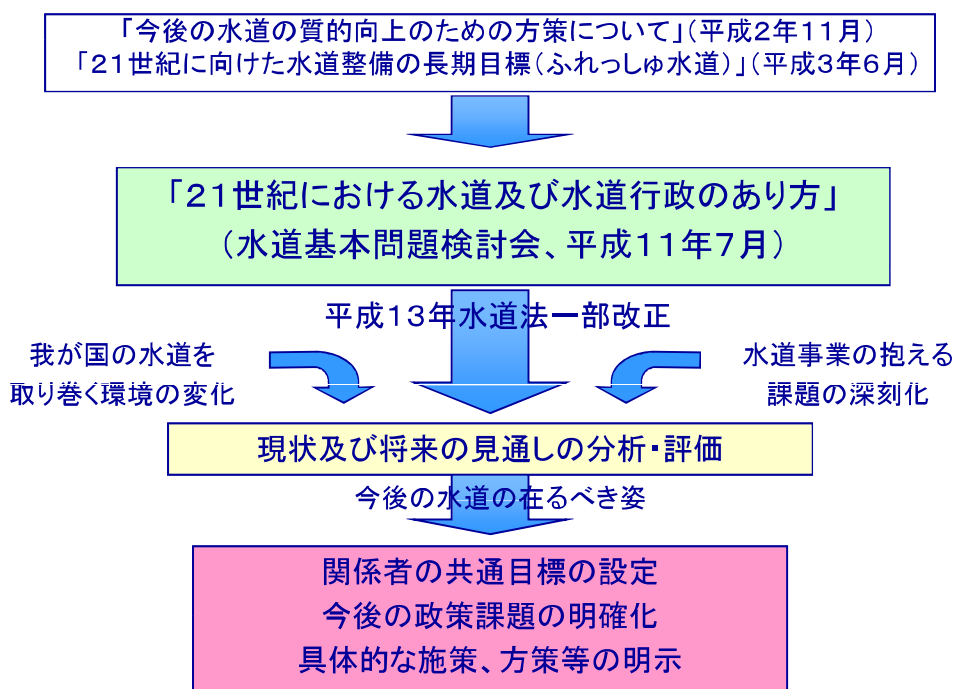 「今後の水道の質的向上のための方策について」(平成2年11月)
「21世紀に向けた水道整備の長期目標(ふれっしゅ水道)」(平成3年6月)
「21世紀における水道及び水道行政のあり方」
(水道基本問題検討会、平成11年7月)
平成13年水道法一部改正
我が国の水道を
取り巻く環境の変化
水道事業の抱える
課題の深刻化
現状及び将来の見通しの分析・評価
今後の水道の在るべき姿
関係者の共通目標の設定
今後の政策課題の明確化
具体的な施策、方策等の明示